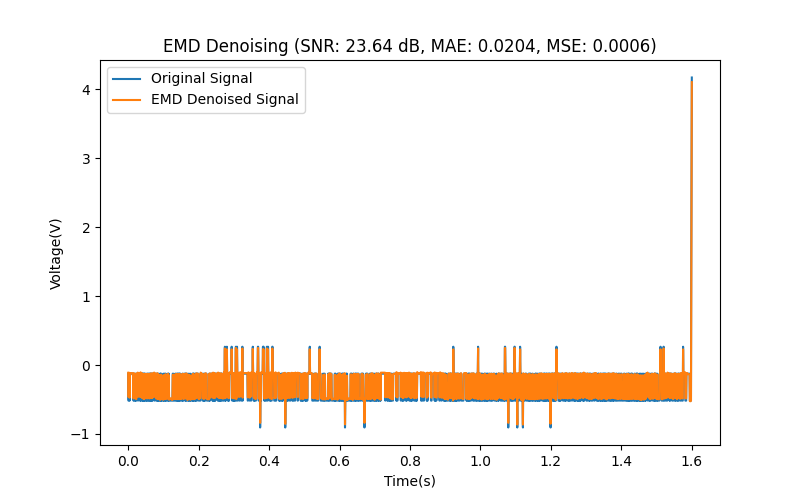 EMD Denoising (SNR: 23.64 dB, MAE: 0.0204, MSE: 0.0006)
Original Signal
EMD Denoised Signal
Voltage(V)
4
3
2
1
0
−1
0.0 0.2 0.4 0.6 0.8 1.0 1.2 1.4 1.6
Time(s)